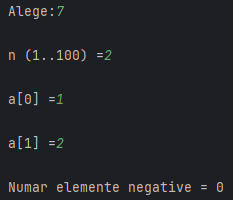 Alege:7
n (1..100) =2
a[0] =1
a[1] =2
Numar elemente negative = 0